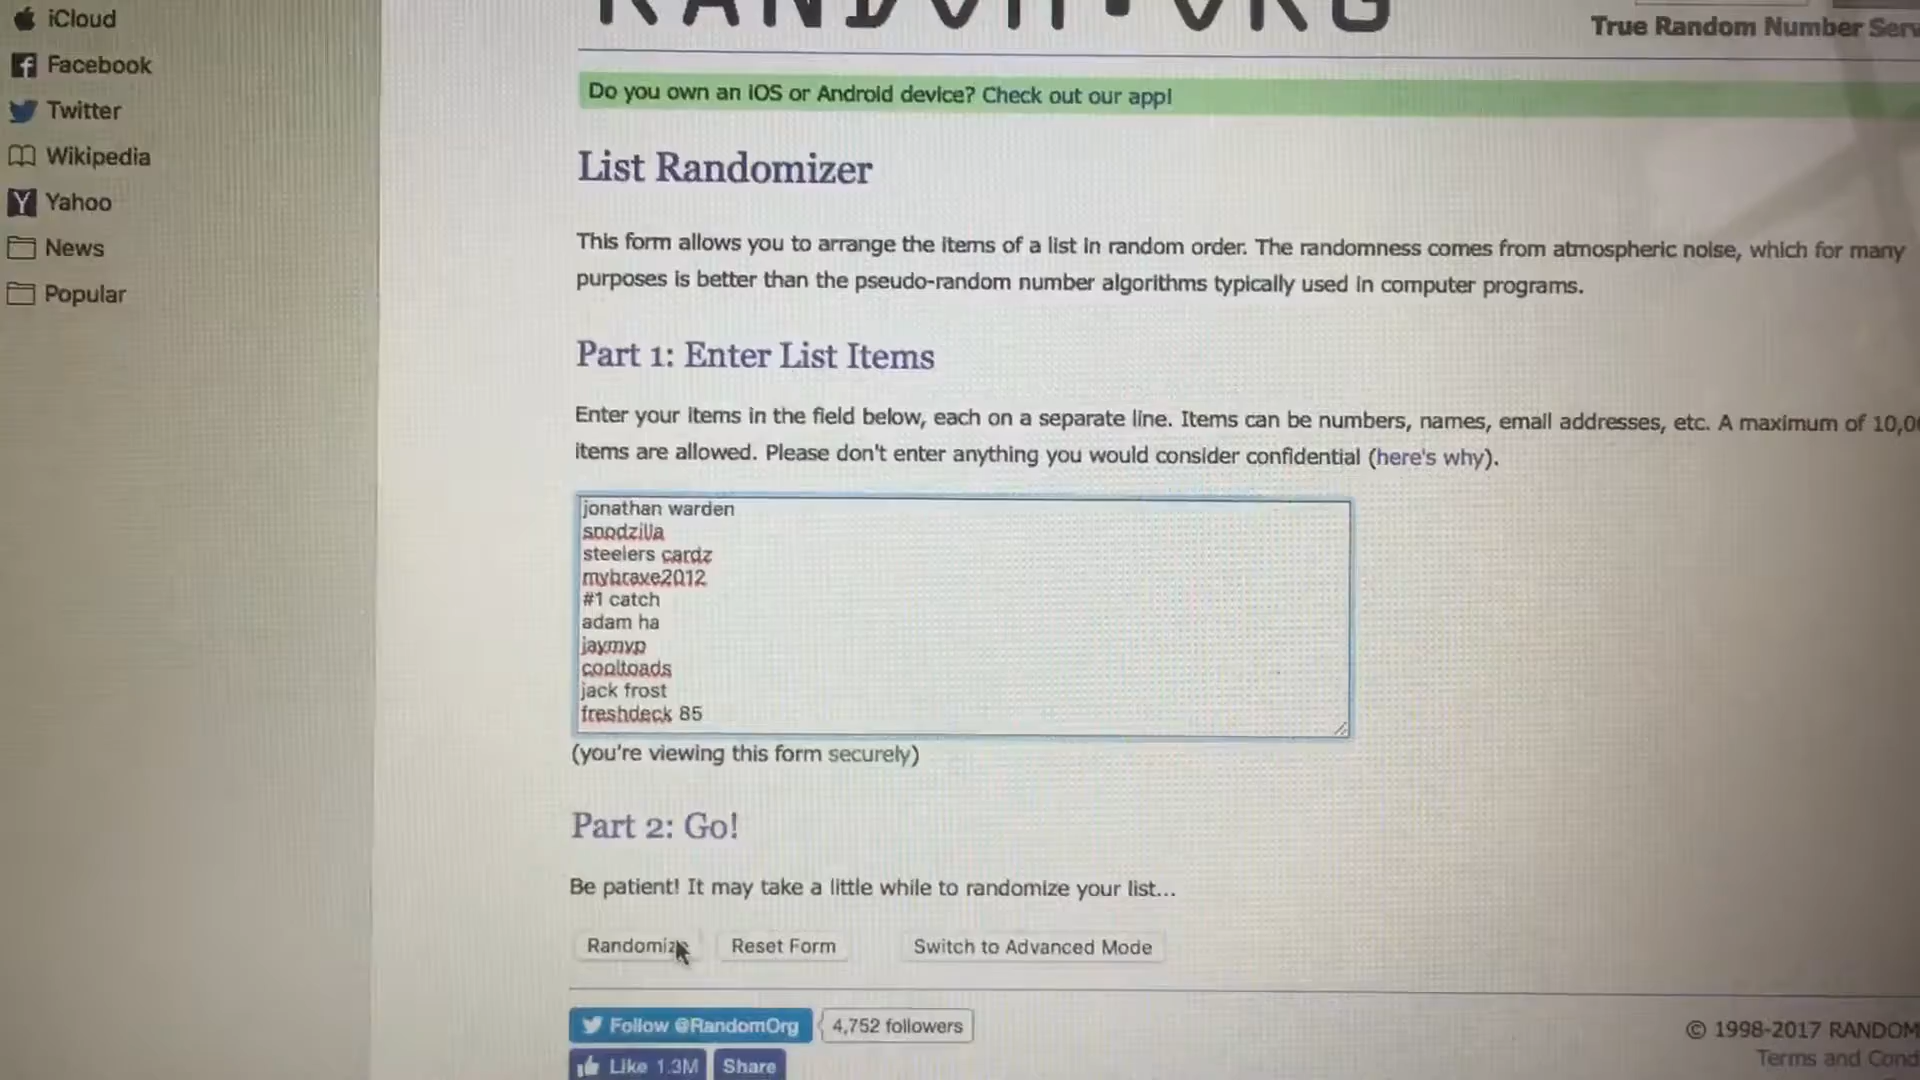 iCloud
Facebook
Twitter
Wikipedia
Yahoo
News
Popular
RANDOM.ORG
True Random Number Serv
Do you own an iOS or Android device? Check out our app!
List Randomizer
This form allows you to arrange the items of a list in random order. The randomness comes from atmospheric noise, which for many
purposes is better than the pseudo-random number algorithms typically used in computer programs.
Part 1: Enter List Items
Enter your items in the field below, each on a separate line. Items can be numbers, names, email addresses, etc. A maximum of 10,00
items are allowed. Please don't enter anything you would consider confidential (here's why).
jonathan warden
spodzilla
steelers cardz
mybrave2012
#1 catch
adam ha
jaymvp
cooltoads
jack frost
freshdeck 85
(you're viewing this form securely)
Part 2: Go!
Be patient! It may take a little while to randomize your list...
Randomize Reset Form Switch to Advanced Mode
Follow @RandomOrg 4,752 followers
© 1998-2017 RANDOM
Like 1.3M Share
Terms and Cond